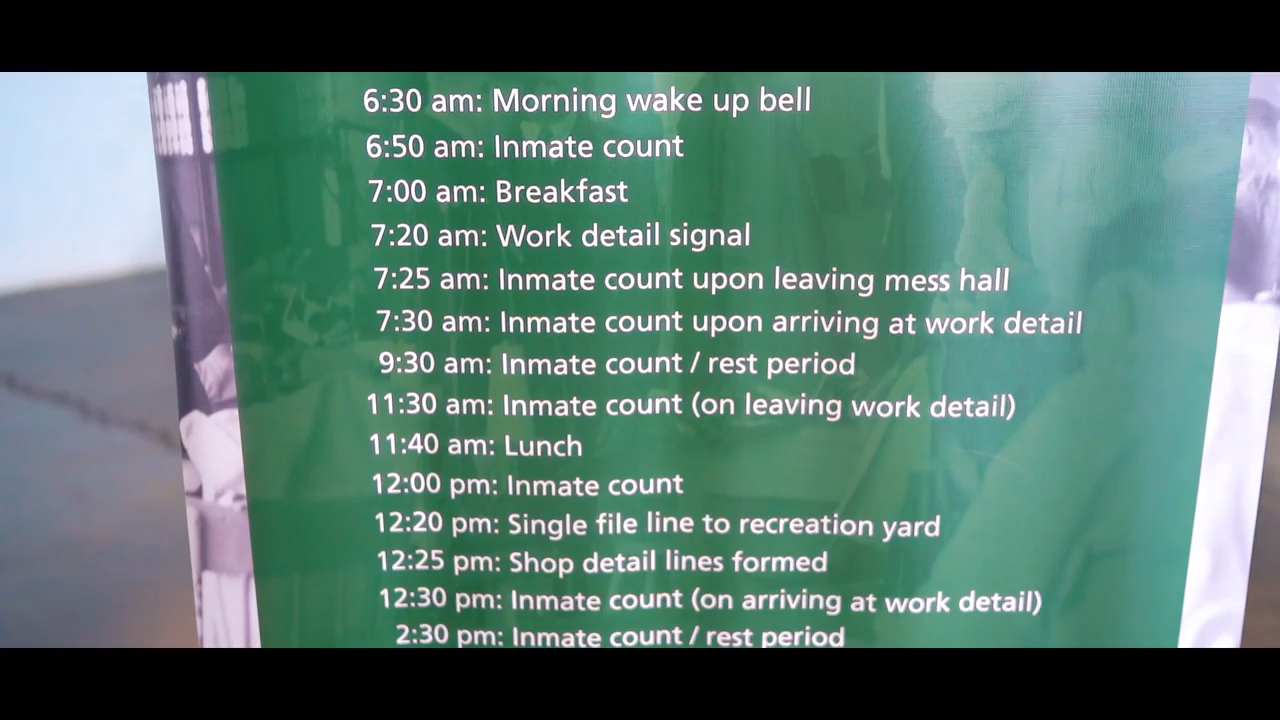 6:30 am: Morning wake up bell
6:50 am: Inmate count
7:00 am: Breakfast
7:20 am: Work detail signal
7:25 am: Inmate count upon leaving mess hall
7:30 am: Inmate count upon arriving at work detail
9:30 am: Inmate count / rest period
11:30 am: Inmate count (on leaving work detail)
11:40 am: Lunch
12:00 pm: Inmate count
12:20 pm: Single file line to recreation yard
12:25 pm: Shop detail lines formed
12:30 pm: Inmate count (on arriving at work detail)
2:30 pm: Inmate count / rest period